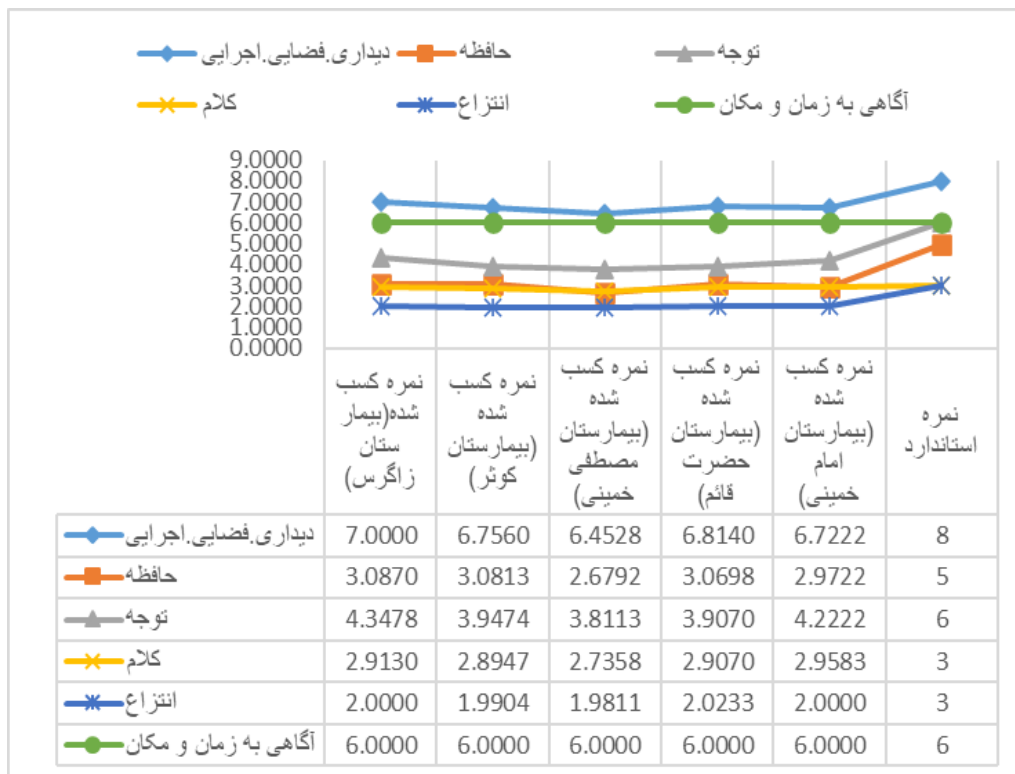 دیداری.فضایی.اجرایی حافظه توجه
کلام انتزاع آگاهی به زمان و مکان
9.0000
8.0000
7.0000
6.0000
5.0000
4.0000
3.0000
2.0000
1.0000
0.0000
نمره کسب
شده(بیمار
ستان
زاگرس)
نمره کسب
شده
(بیمارستان
کوثر)
نمره کسب
شده
(بیمارستان
مصطفی
خمینی)
نمره کسب
شده
(بیمارستان
حضرت
قائم)
نمره کسب
شده
(بیمارستان
امام
خمینی)
نمره
استاندارد
دیداری.فضایی.اجرایی 7.0000 6.7560 6.4528 6.8140 6.7222 8
حافظه 3.0870 3.0813 2.6792 3.0698 2.9722 5
توجه 4.3478 3.9474 3.8113 3.9070 4.2222 6
کلام 2.9130 2.8947 2.7358 2.9070 2.9583 3
انتزاع 2.0000 1.9904 1.9811 2.0233 2.0000 3
آگاهی به زمان و مکان 6.0000 6.0000 6.0000 6.0000 6.0000 6